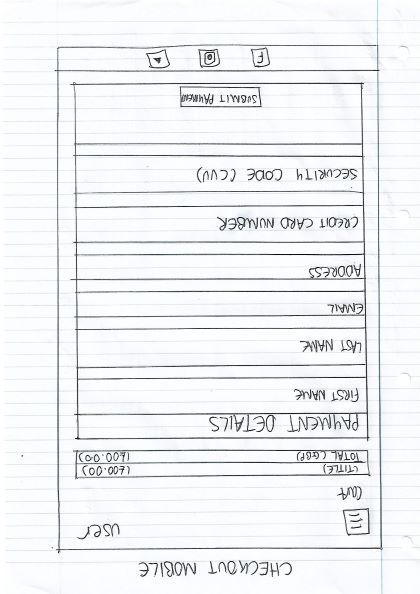 CHECKOUT MOBILE
user
Cart
(TITLE) (£00.00)
TOTAL (GBP) (£00.00)
PAYMENT DETAILS
FIRST NAME
LAST NAME
EMAIL
ADDRESS
CREDIT CARD NUMBER
SECURITY CODE (CVV)
SUBMIT PAYMENT
F